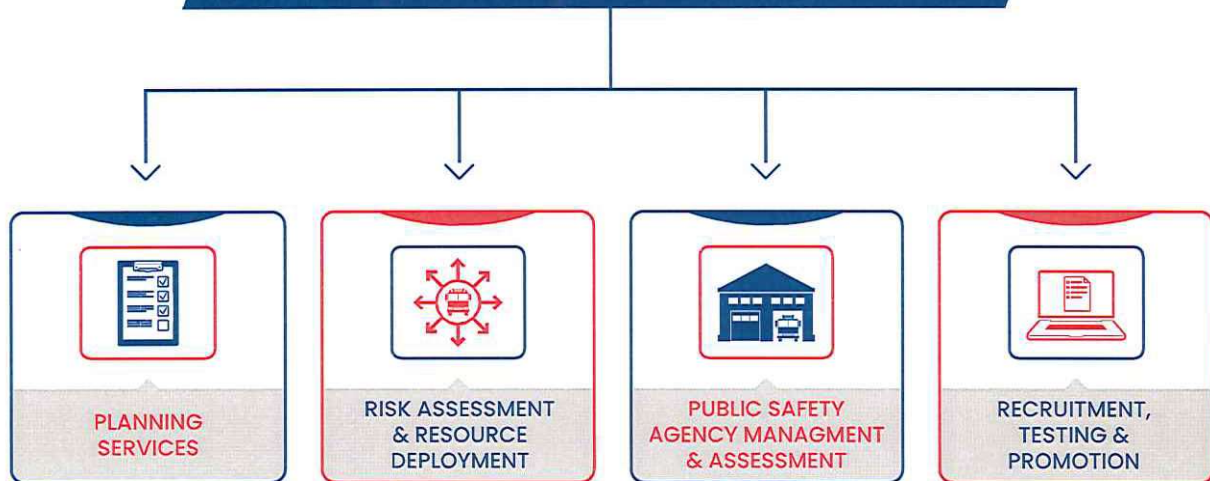 PLANNING
SERVICES
RISK ASSESSMENT
& RESOURCE
DEPLOYMENT
PUBLIC SAFETY
AGENCY MANAGMENT
& ASSESSMENT
RECRUITMENT,
TESTING &
PROMOTION